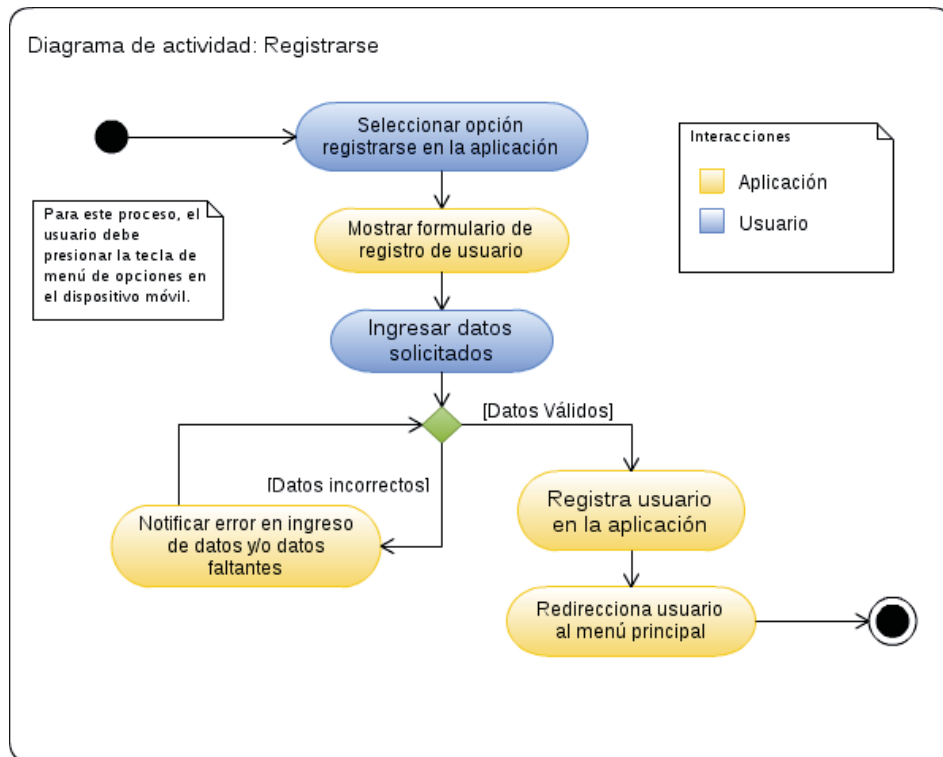 Diagrama de actividad: Registrarse
Seleccionar opción
registrarse en la aplicación
Interacciones
Aplicación
Usuario
Para este proceso, el
usuario debe
presionar la tecla de
menú de opciones en
el dispositivo móvil.
Mostrar formulario de
registro de usuario
Ingresar datos
solicitados
[Datos Válidos]
[Datos incorrectos]
Notificar error en ingreso
de datos y/o datos
faltantes
Registra usuario
en la aplicación
Redirecciona usuario
al menú principal